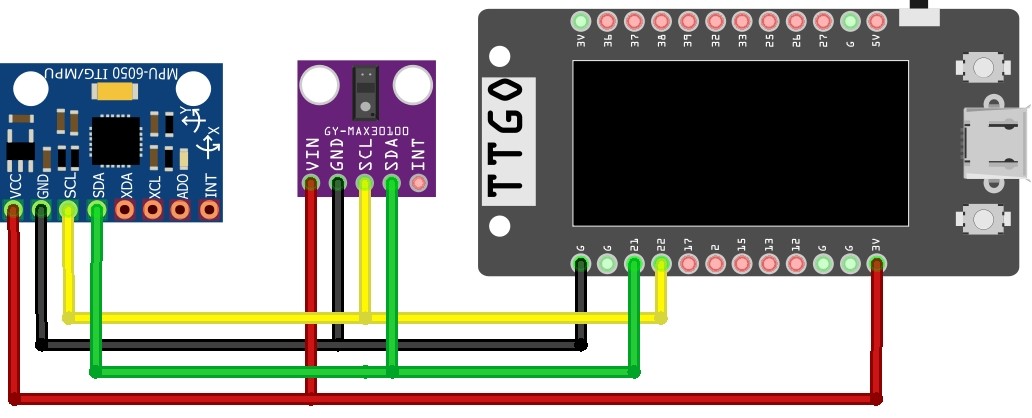 MPU-6050 ITG/MPU
Y
X
VCC
GND
SCL
SDA
XDA
XCL
ADO
INT
GY-MAX30100
VIN
GND
SCL
SDA
INT
TTGO
3V
36
37
38
39
32
33
25
26
27
G
5V
G
G
21
22
17
2
15
13
12
G
G
3V